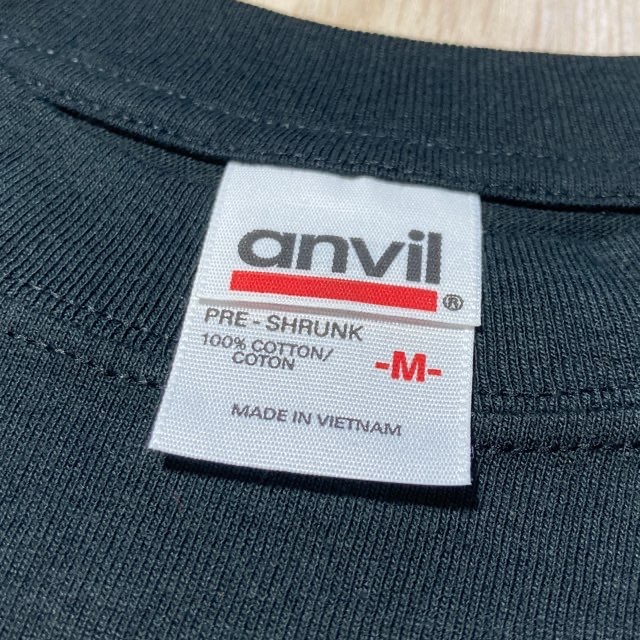 anvil
®
PRE - SHRUNK
100% COTTON/
COTON
-M-
MADE IN VIETNAM